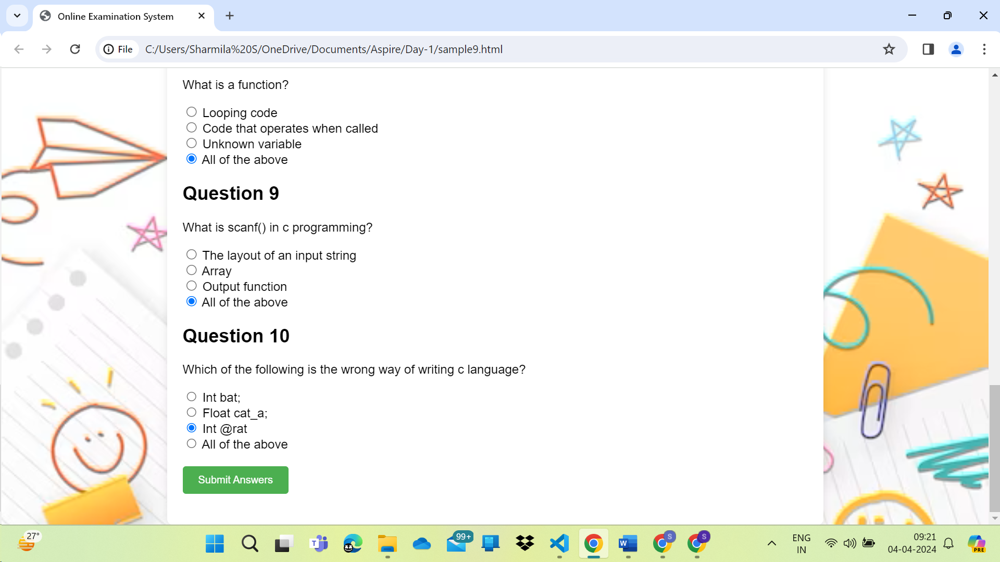 Online Examination System
File
C:/Users/Sharmila%20S/OneDrive/Documents/Aspire/Day-1/sample9.html
What is a function?
Looping code
Code that operates when called
Unknown variable
All of the above
Question 9
What is scanf() in c programming?
The layout of an input string
Array
Output function
All of the above
Question 10
Which of the following is the wrong way of writing c language?
Int bat;
Float cat_a;
Int @rat
All of the above
Submit Answers
27°
T
99+
W
S
S
ENG
IN
09:21
04-04-2024
PRE